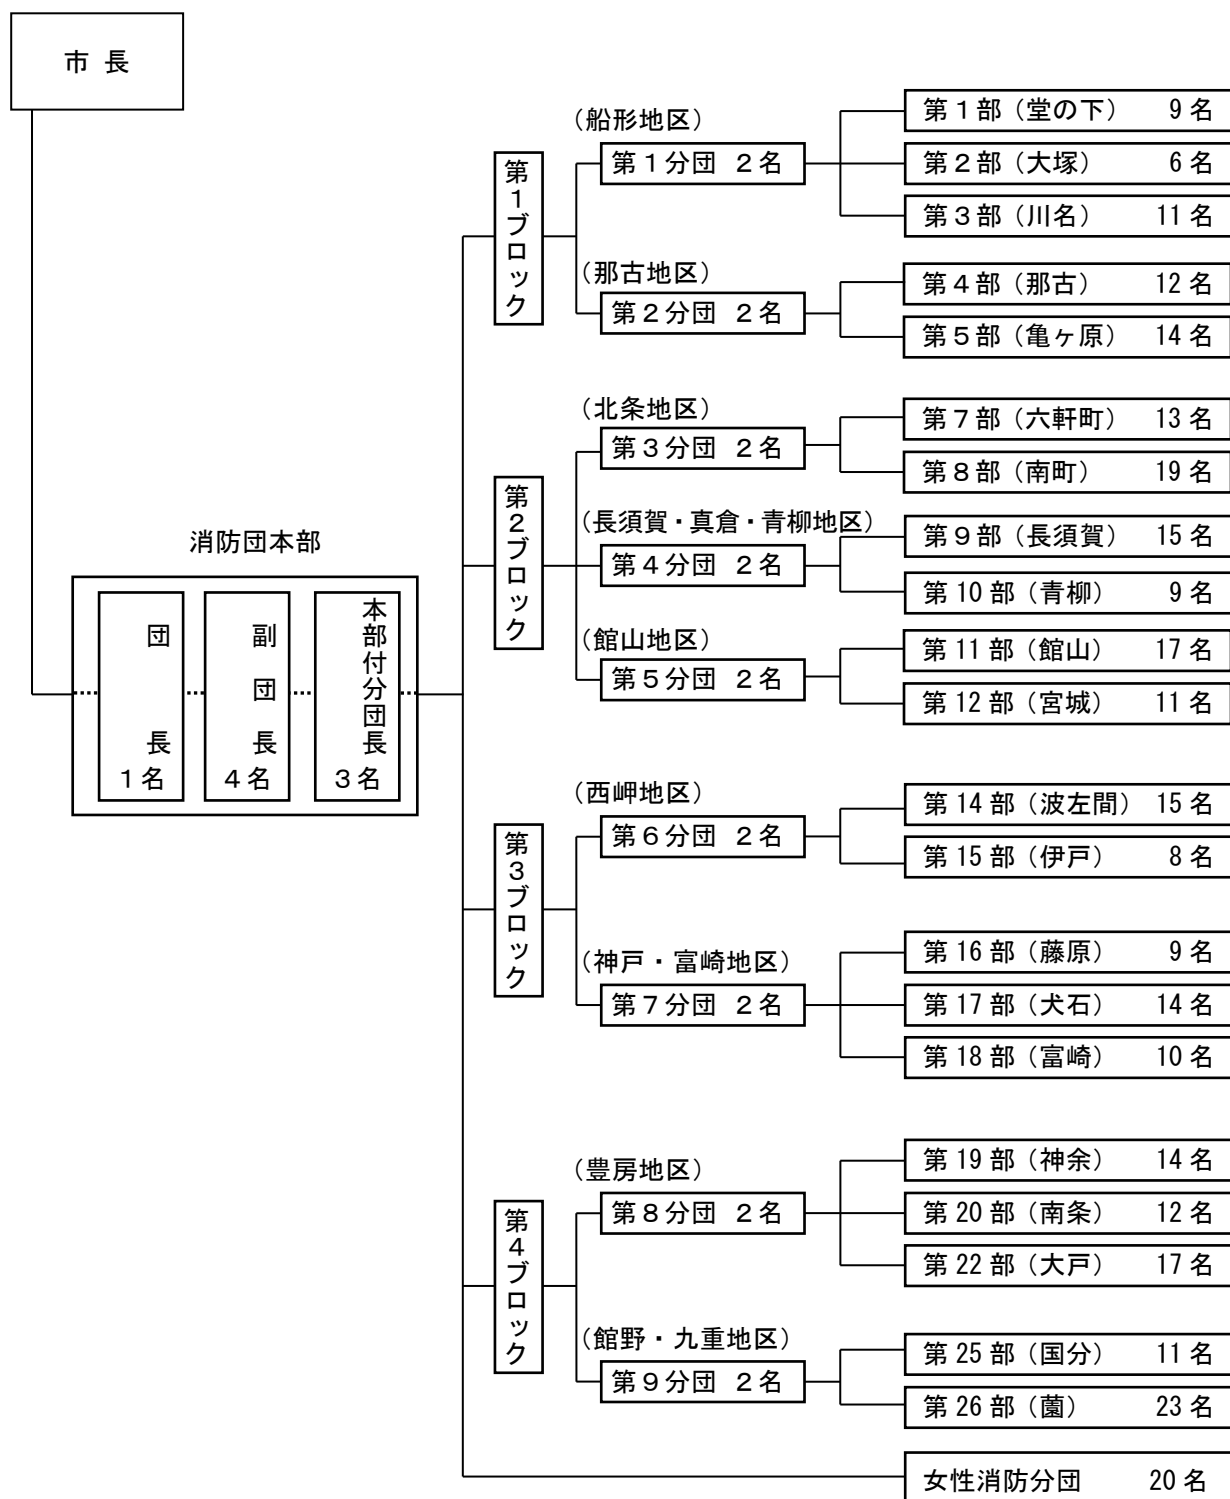 市 長
消防団本部
団長
1名
副団長
4名
本部付分団長
3名
第1ブロック
(船形地区)
第1分団 2名
第1部(堂の下) 9名
第2部(大塚) 6名
第3部(川名) 11名
(那古地区)
第2分団 2名
第4部(那古) 12名
第5部(亀ヶ原) 14名
第2ブロック
(北条地区)
第3分団 2名
第7部(六軒町) 13名
第8部(南町) 19名
(長須賀・真倉・青柳地区)
第4分団 2名
第9部(長須賀) 15名
第10部(青柳) 9名
(館山地区)
第5分団 2名
第11部(館山) 17名
第12部(宮城) 11名
第3ブロック
(西岬地区)
第6分団 2名
第14部(波左間) 15名
第15部(伊戸) 8名
(神戸・富崎地区)
第7分団 2名
第16部(藤原) 9名
第17部(犬石) 14名
第18部(富崎) 10名
第4ブロック
(豊房地区)
第8分団 2名
第19部(神余) 14名
第20部(南条) 12名
第22部(大戸) 17名
(館野・九重地区)
第9分団 2名
第25部(国分) 11名
第26部(薗) 23名
女性消防分団 20名